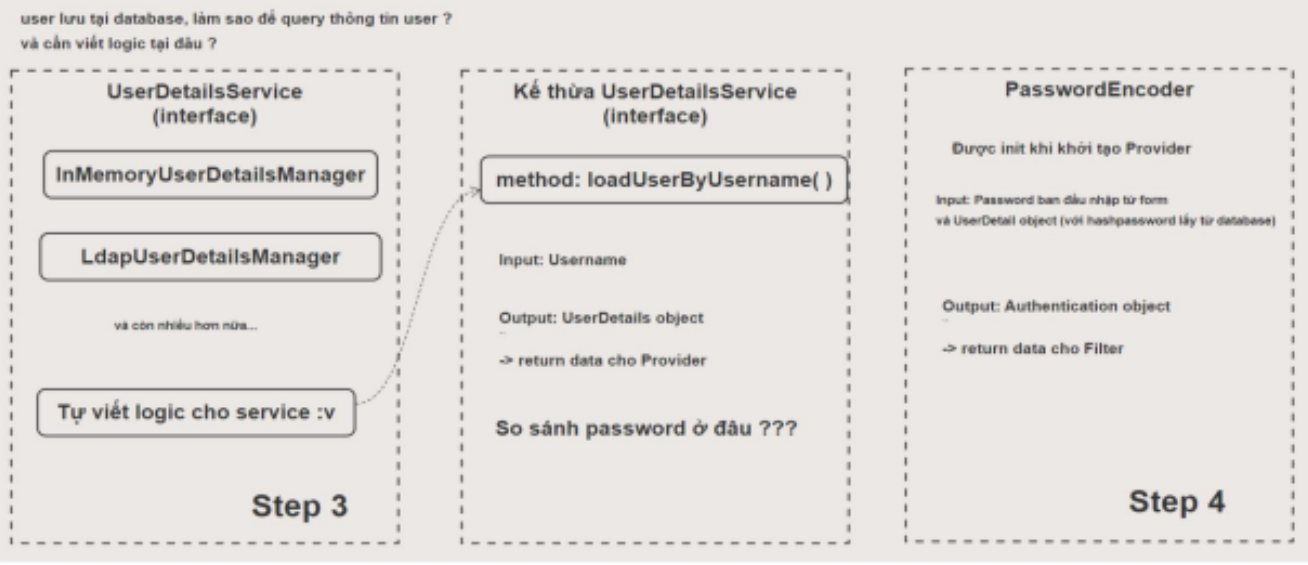 user lưu tại database, làm sao để query thông tin user ?
và cần viết logic tại đâu ?
UserDetailsService
(interface)
InMemoryUserDetailsManager
LdapUserDetailsManager
và còn nhiều hơn nữa...
Tự viết logic cho service :v
Step 3
Kế thừa UserDetailsService
(interface)
method: loadUserByUsername( )
Input: Username
Output: UserDetails object
-> return data cho Provider
So sánh password ở đâu ???
PasswordEncoder
Được init khi khởi tạo Provider
Input: Password ban đầu nhập từ form
và UserDetail object (với hashpassword lấy từ database)
Output: Authentication object
-> return data cho Filter
Step 4